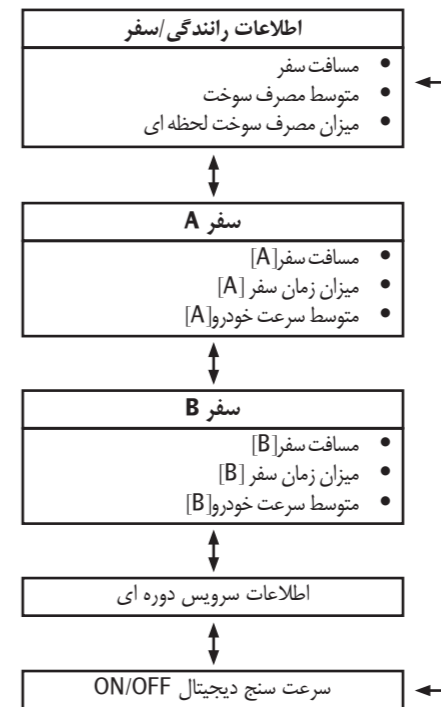 اطلاعات رانندگی/سفر
• مسافت سفر
• متوسط مصرف سوخت
• میزان مصرف سوخت لحظه ای
سفر A
• مسافت سفر[A]
• میزان زمان سفر [A]
• متوسط سرعت خودرو[A]
سفر B
• مسافت سفر[B]
• میزان زمان سفر [B]
• متوسط سرعت خودرو[B]
اطلاعات سرویس دوره ای
سرعت سنج دیجیتال ON/OFF